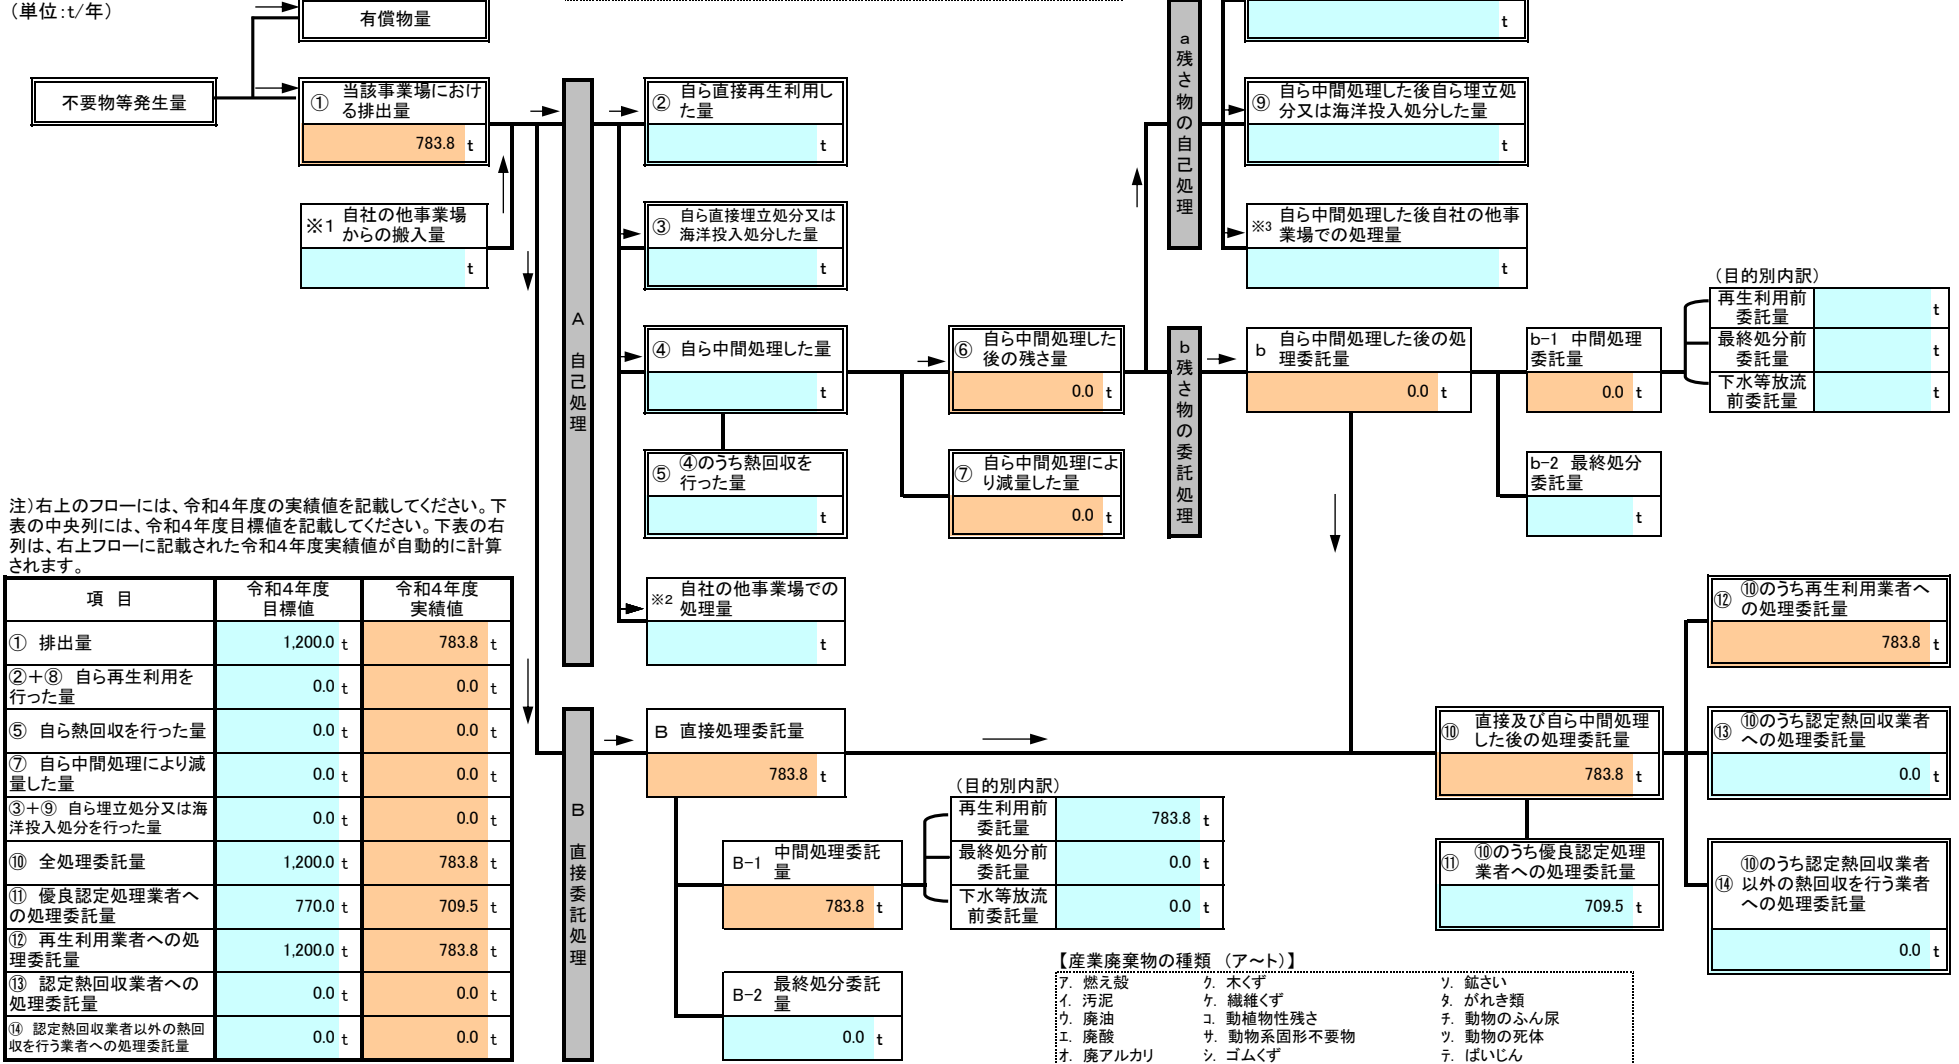 （単位：t/年）
有償物量
t
不要物等発生量
① 当該事業場におけ
る排出量
783.8 t
※1 自社の他事業場
からの搬入量
t
A 自己処理
② 自ら直接再生利用し
た量
t
③ 自ら直接埋立処分又は
海洋投入処分した量
t
④ 自ら中間処理した量
t
⑤ ④のうち熱回収を
行った量
t
※2 自社の他事業場での
処理量
t
⑥ 自ら中間処理した
後の残さ量
0.0 t
⑦ 自ら中間処理によ
り減量した量
0.0 t
a残さ物の自己処理
⑨ 自ら中間処理した後自ら埋立処
分又は海洋投入処分した量
t
※3 自ら中間処理した後自社の他事
業場での処理量
t
b残さ物の委託処理
b 自ら中間処理した後の処
理委託量
0.0 t
b-1 中間処理
委託量
0.0 t
（目的別内訳）
再生利用前
委託量 t
最終処分前
委託量 t
下水等放流
前委託量 t
b-2 最終処分
委託量
t
注）右上のフローには、令和４年度の実績値を記載してください。下
表の中央列には、令和４年度目標値を記載してください。下表の右
列は、右上フローに記載された令和４年度実績値が自動的に計算
されます。
項 目
令和４年度
目標値
令和４年度
実績値
① 排出量 1,200.0 t 783.8 t
②＋⑧ 自ら再生利用を
行った量 0.0 t 0.0 t
⑤ 自ら熱回収を行った量 0.0 t 0.0 t
⑦ 自ら中間処理により減
量した量 0.0 t 0.0 t
③＋⑨ 自ら埋立処分又は海
洋投入処分を行った量 0.0 t 0.0 t
⑩ 全処理委託量 1,200.0 t 783.8 t
⑪ 優良認定処理業者へ
の処理委託量 770.0 t 709.5 t
⑫ 再生利用業者への処
理委託量 1,200.0 t 783.8 t
⑬ 認定熱回収業者への
処理委託量 0.0 t 0.0 t
⑭ 認定熱回収業者以外の熱回
収を行う業者への処理委託量 0.0 t 0.0 t
B 直接委託処理
B 直接処理委託量
783.8 t
B-1 中間処理委託
量
783.8 t
（目的別内訳）
再生利用前
委託量 783.8 t
最終処分前
委託量 0.0 t
下水等放流
前委託量 0.0 t
B-2 最終処分委託
量
0.0 t
⑩ 直接及び自ら中間処理
した後の処理委託量
783.8 t
⑪ ⑩のうち優良認定処理
業者への処理委託量
709.5 t
⑫ ⑩のうち再生利用業者へ
の処理委託量
783.8 t
⑬ ⑩のうち認定熱回収業者
への処理委託量
0.0 t
⑭ ⑩のうち認定熱回収業者
以外の熱回収を行う業者
への処理委託量
0.0 t
【産業廃棄物の種類 （ア～ト）】
ｱ. 燃え殻 ｸ. 木くず ｿ. 鉱さい
ｲ. 汚泥 ｹ. 繊維くず ﾀ. がれき類
ｳ. 廃油 ｺ. 動植物性残さ ﾁ. 動物のふん尿
ｴ. 廃酸 ｻ. 動物系固形不要物 ﾂ. 動物の死体
ｵ. 廃アルカリ ｼ. ゴムくず ﾃ. ばいじん